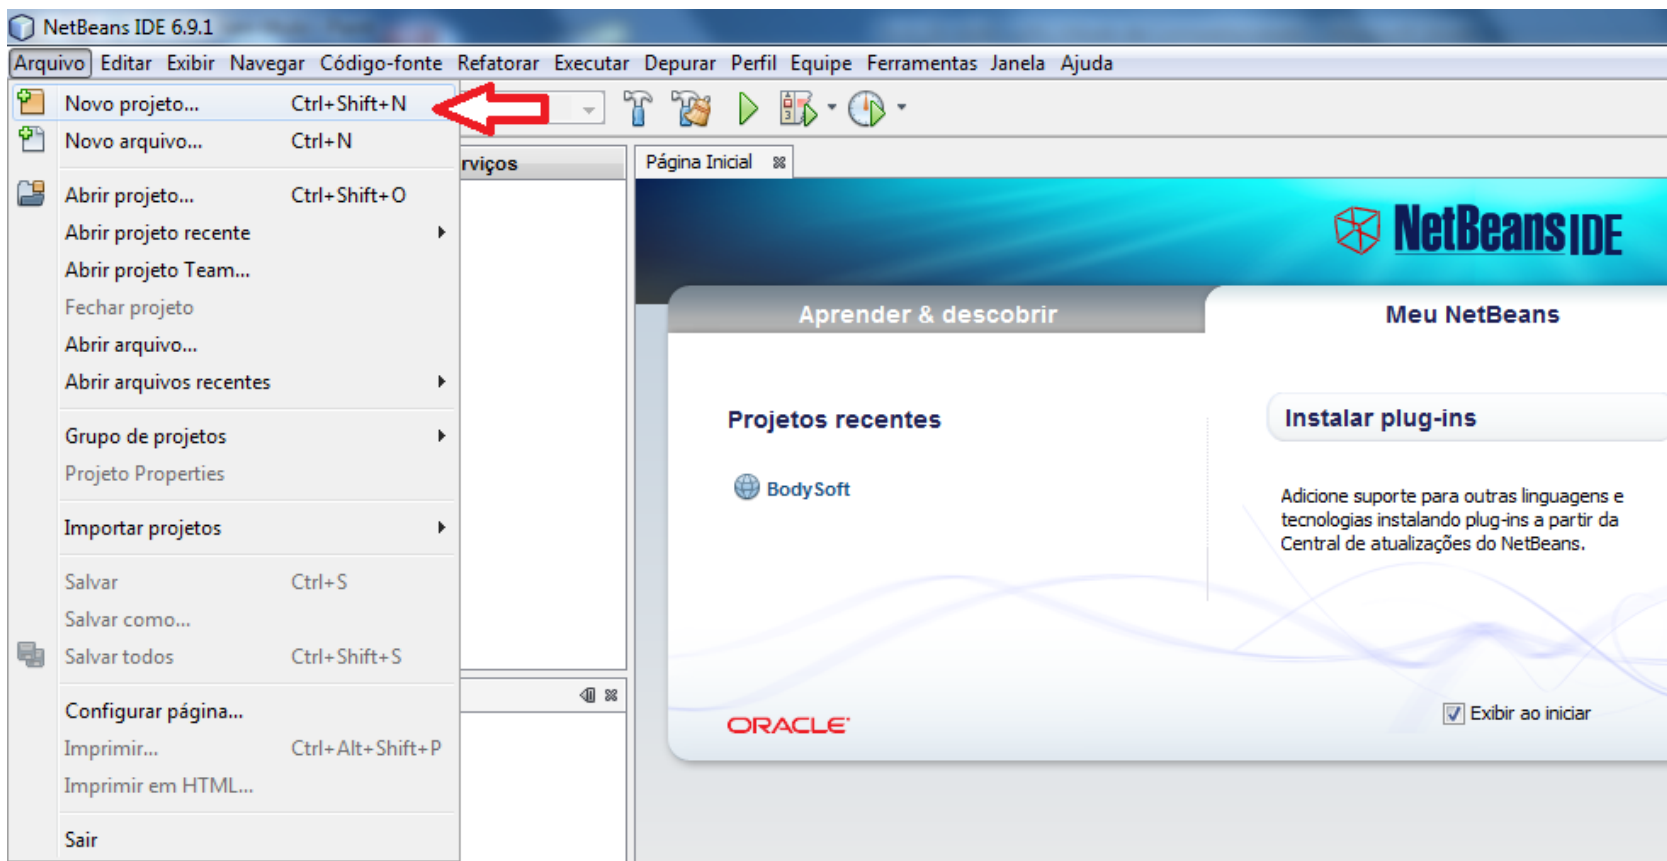 NetBeans IDE 6.9.1
Arquivo Editar Exibir Navegar Código-fonte Refatorar Executar Depurar Perfil Equipe Ferramentas Janela Ajuda
Novo projeto... Ctrl+Shift+N
Novo arquivo... Ctrl+N
Abrir projeto... Ctrl+Shift+O
Abrir projeto recente
Abrir projeto Team...
Fechar projeto
Abrir arquivo...
Abrir arquivos recentes
Grupo de projetos
Projeto Properties
Importar projetos
Salvar Ctrl+S
Salvar como...
Salvar todos Ctrl+Shift+S
Configurar página...
Imprimir... Ctrl+Alt+Shift+P
Imprimir em HTML...
Sair
rviços
Página Inicial
NetBeans IDE
Aprender & descobrir
Meu NetBeans
Projetos recentes
BodySoft
Instalar plug-ins
Adicione suporte para outras linguagens e
tecnologias instalando plug-ins a partir da
Central de atualizações do NetBeans.
ORACLE
Exibir ao iniciar